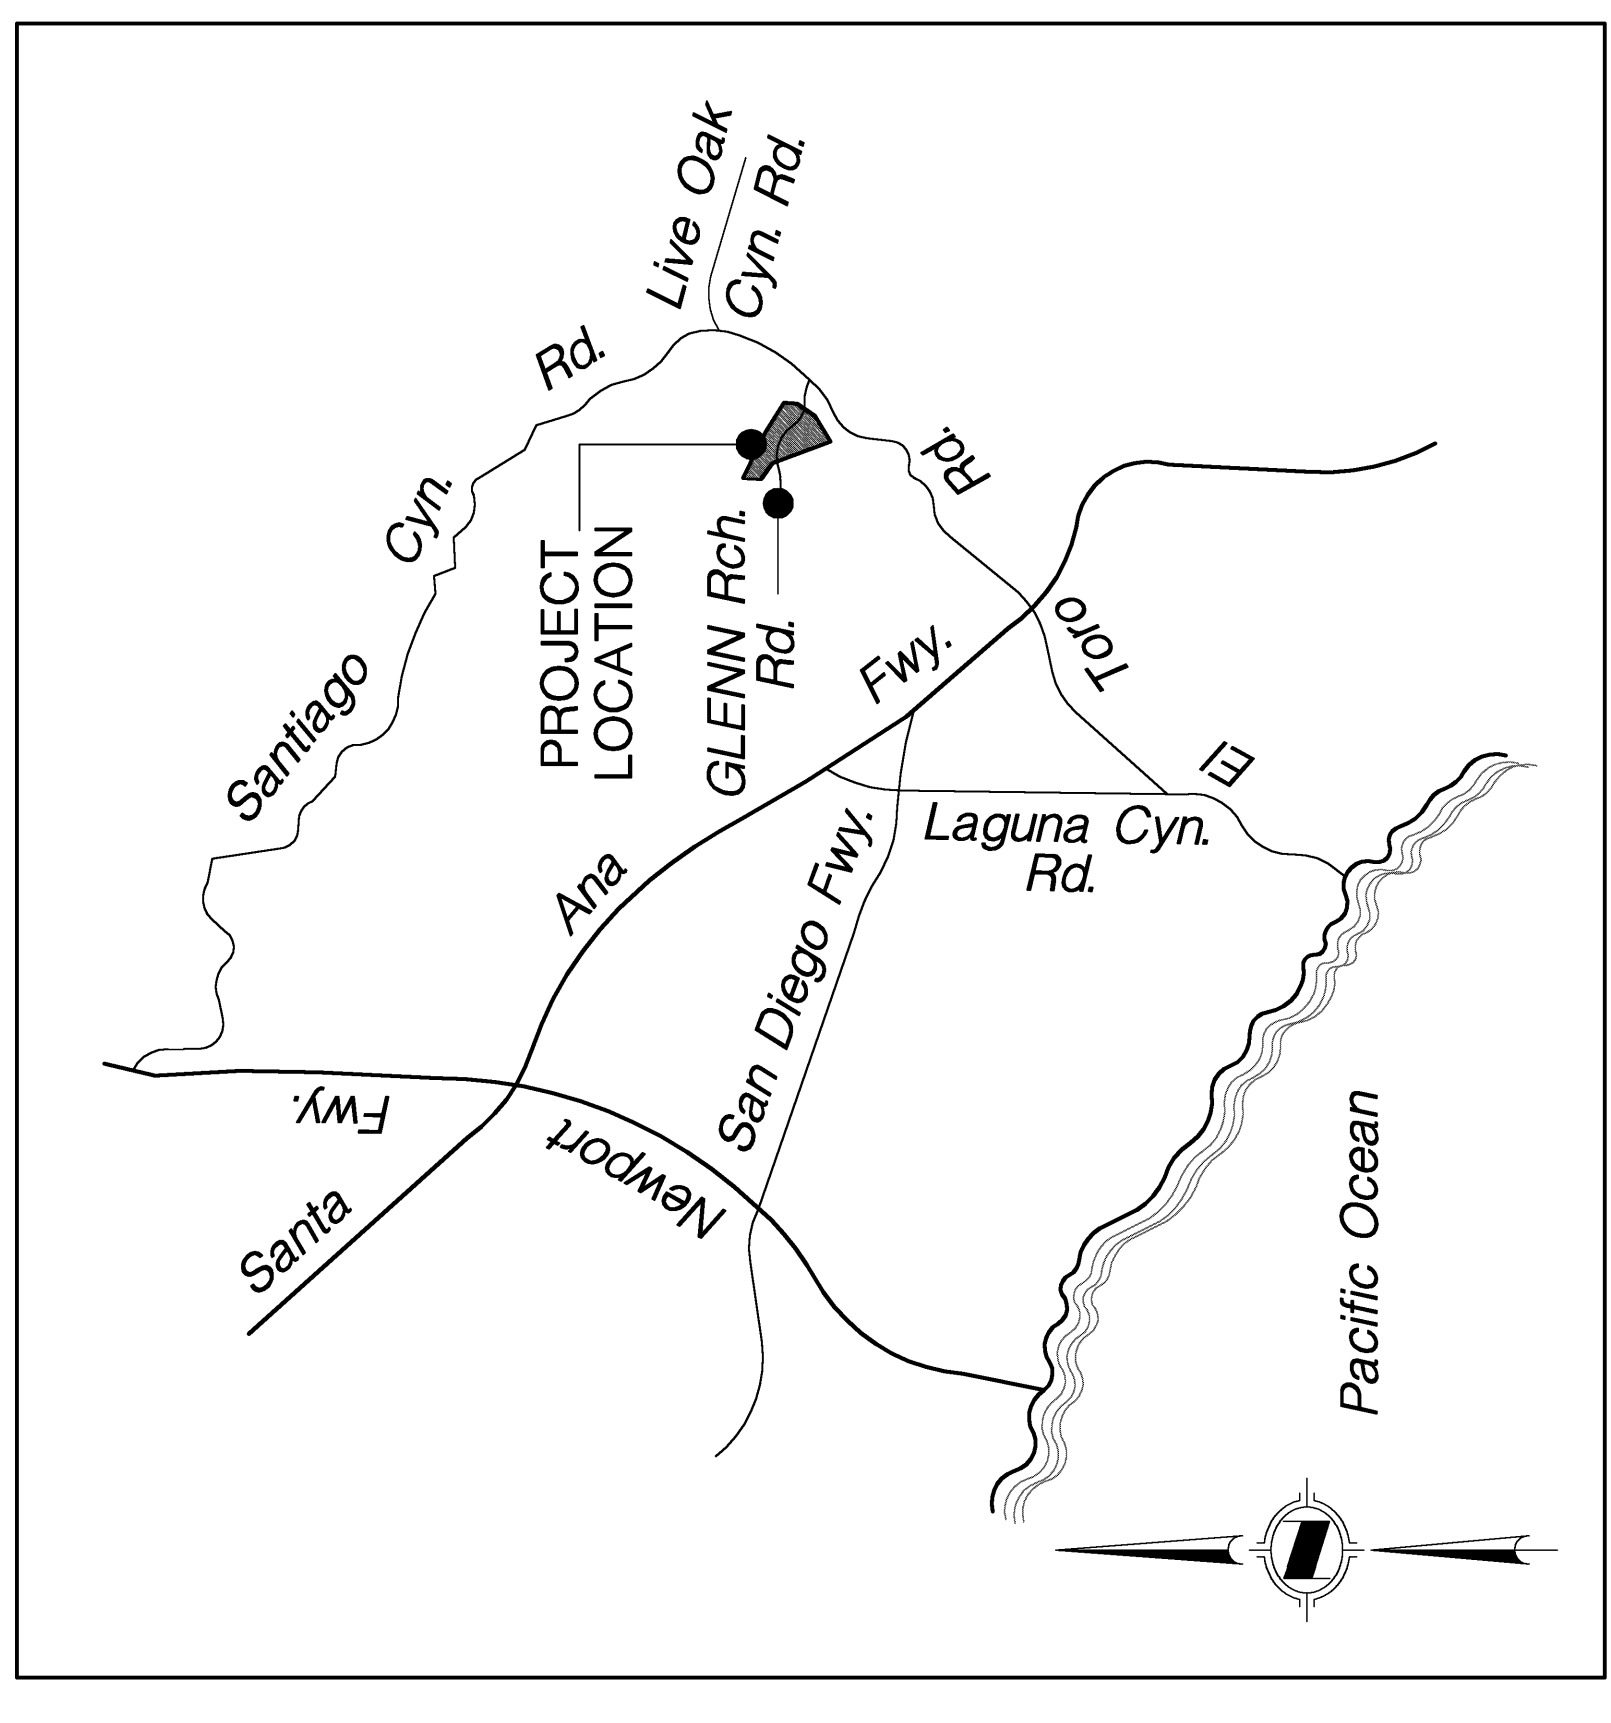 Live Oak
Cyn. Rd.
Santiago Cyn. Rd.
PROJECT
LOCATION
GLENN Rch.
Rd.
El Toro Rd.
Santa Ana Fwy.
Laguna Cyn.
Rd.
San Diego Fwy.
Newport Fwy.
Pacific Ocean